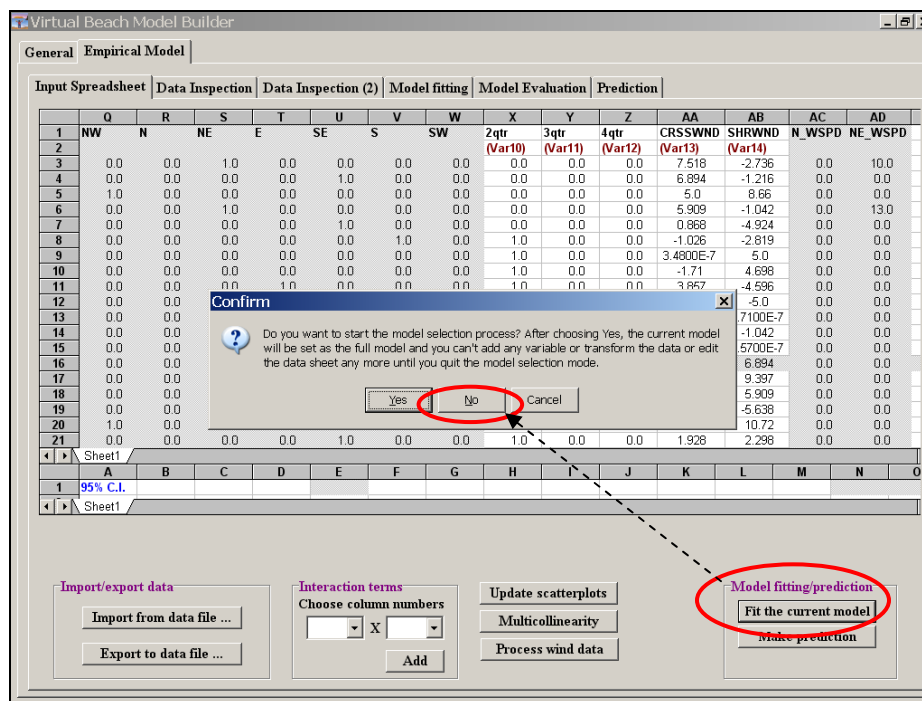 Virtual Beach Model Builder
General Empirical Model
Input Spreadsheet Data Inspection Data Inspection (2) Model fitting Model Evaluation Prediction
Q R S T U V W X Y Z AA AB AC AD
1 NW N NE E SE S SW 2qtr 3qtr 4qtr CRSSWND SHRWND N_WSPD NE_WSPD
2 (Var10) (Var11) (Var12) (Var13) (Var14)
3 0.0 0.0 1.0 0.0 0.0 0.0 0.0 0.0 0.0 0.0 7.518 -2.736 0.0 10.0
4 0.0 0.0 0.0 0.0 1.0 0.0 0.0 0.0 0.0 0.0 6.894 -1.216 0.0 0.0
5 1.0 0.0 0.0 0.0 0.0 0.0 0.0 0.0 0.0 0.0 5.0 8.66 0.0 0.0
6 0.0 0.0 1.0 0.0 0.0 0.0 0.0 0.0 0.0 0.0 5.909 -1.042 0.0 13.0
7 0.0 0.0 0.0 0.0 1.0 0.0 0.0 0.0 0.0 0.0 0.868 -4.924 0.0 0.0
8 0.0 0.0 0.0 0.0 0.0 1.0 0.0 1.0 0.0 0.0 -1.026 -2.819 0.0 0.0
9 0.0 0.0 0.0 0.0 0.0 0.0 0.0 1.0 0.0 0.0 3.4800E-7 5.0 0.0 0.0
10 0.0 0.0 0.0 0.0 0.0 0.0 0.0 1.0 0.0 0.0 -1.71 4.698 0.0 0.0
11 0.0 0.0 0.0 1.0 0.0 0.0 0.0 1.0 0.0 0.0 3.857 -4.596 0.0 0.0
12 0.0 0.0 -5.0 0.0 0.0
13 0.0 0.0 .7100E-7 0.0 0.0
14 0.0 0.0 -1.042 0.0 0.0
15 0.0 0.0 .5700E-7 0.0 0.0
16 0.0 0.0 6.894 0.0 0.0
17 0.0 0.0 9.397 0.0 0.0
18 0.0 0.0 5.909 0.0 0.0
19 0.0 0.0 -5.638 0.0 0.0
20 1.0 0.0 10.72 0.0 0.0
21 0.0 0.0 0.0 0.0 1.0 0.0 0.0 1.0 0.0 0.0 1.928 2.298 0.0 0.0
Confirm
Do you want to start the model selection process? After choosing Yes, the current model
will be set as the full model and you can't add any variable or transform the data or edit
the data sheet any more until you quit the model selection mode.
Yes No Cancel
Sheet1
A B C D E F G H I J K L M N O
1 95% C.I.
Sheet1
Import/export data
Import from data file ...
Export to data file ...
Interaction terms
Choose column numbers
X
Add
Update scatterplots
Multicollinearity
Process wind data
Model fitting/prediction
Fit the current model
Make prediction